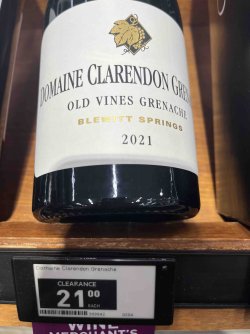 DOMAINE CLARENDON GRE
OLD VINES GRENACHE
BLEWITT SPRINGS
2021
Domaine Clarendon Grenache
CLEARANCE
21.00
EACH
WINE
MERCHANT'S